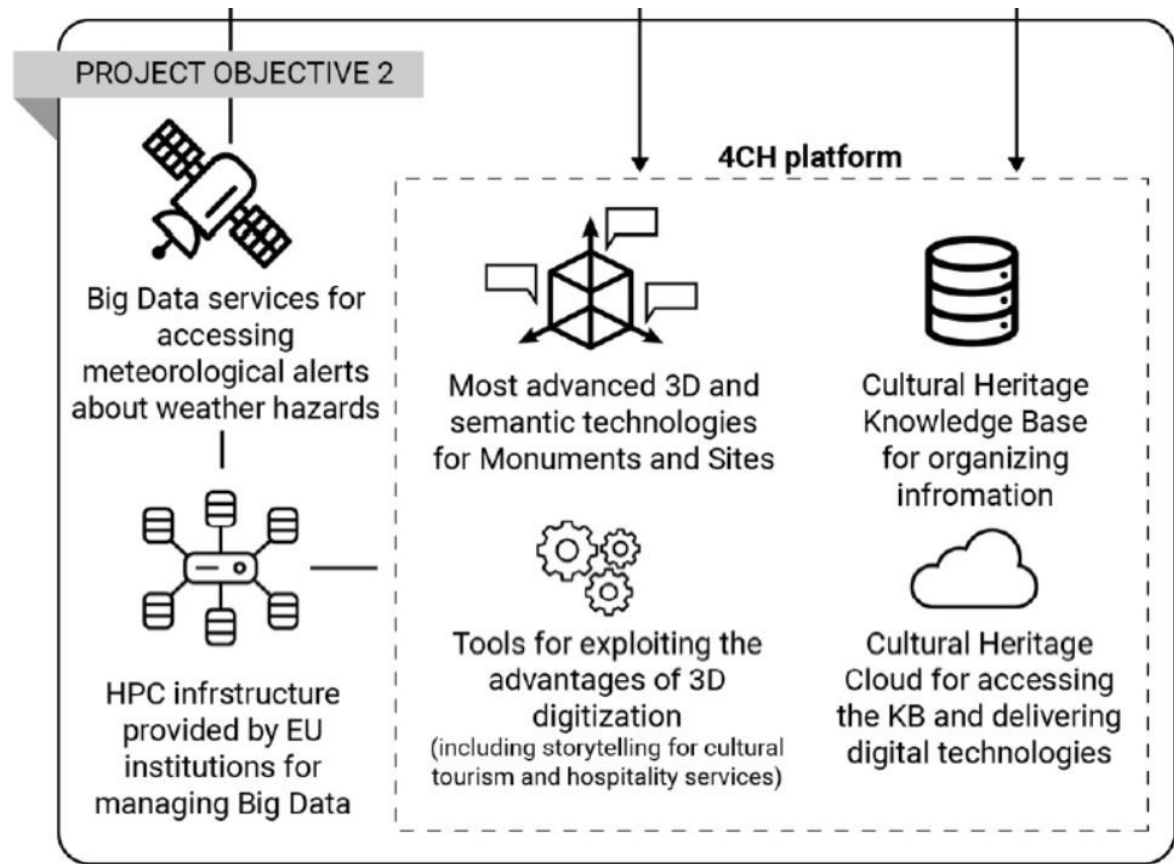 PROJECT OBJECTIVE 2
Big Data services for
accessing
meteorological alerts
about weather hazards
HPC infrstructure
provided by EU
institutions for
managing Big Data
4CH platform
Most advanced 3D and
semantic technologies
for Monuments and Sites
Cultural Heritage
Knowledge Base
for organizing
infromation
Tools for exploiting the
advantages of 3D
digitization
(including storytelling for cultural
tourism and hospitality services)
Cultural Heritage
Cloud for accessing
the KB and delivering
digital technologies